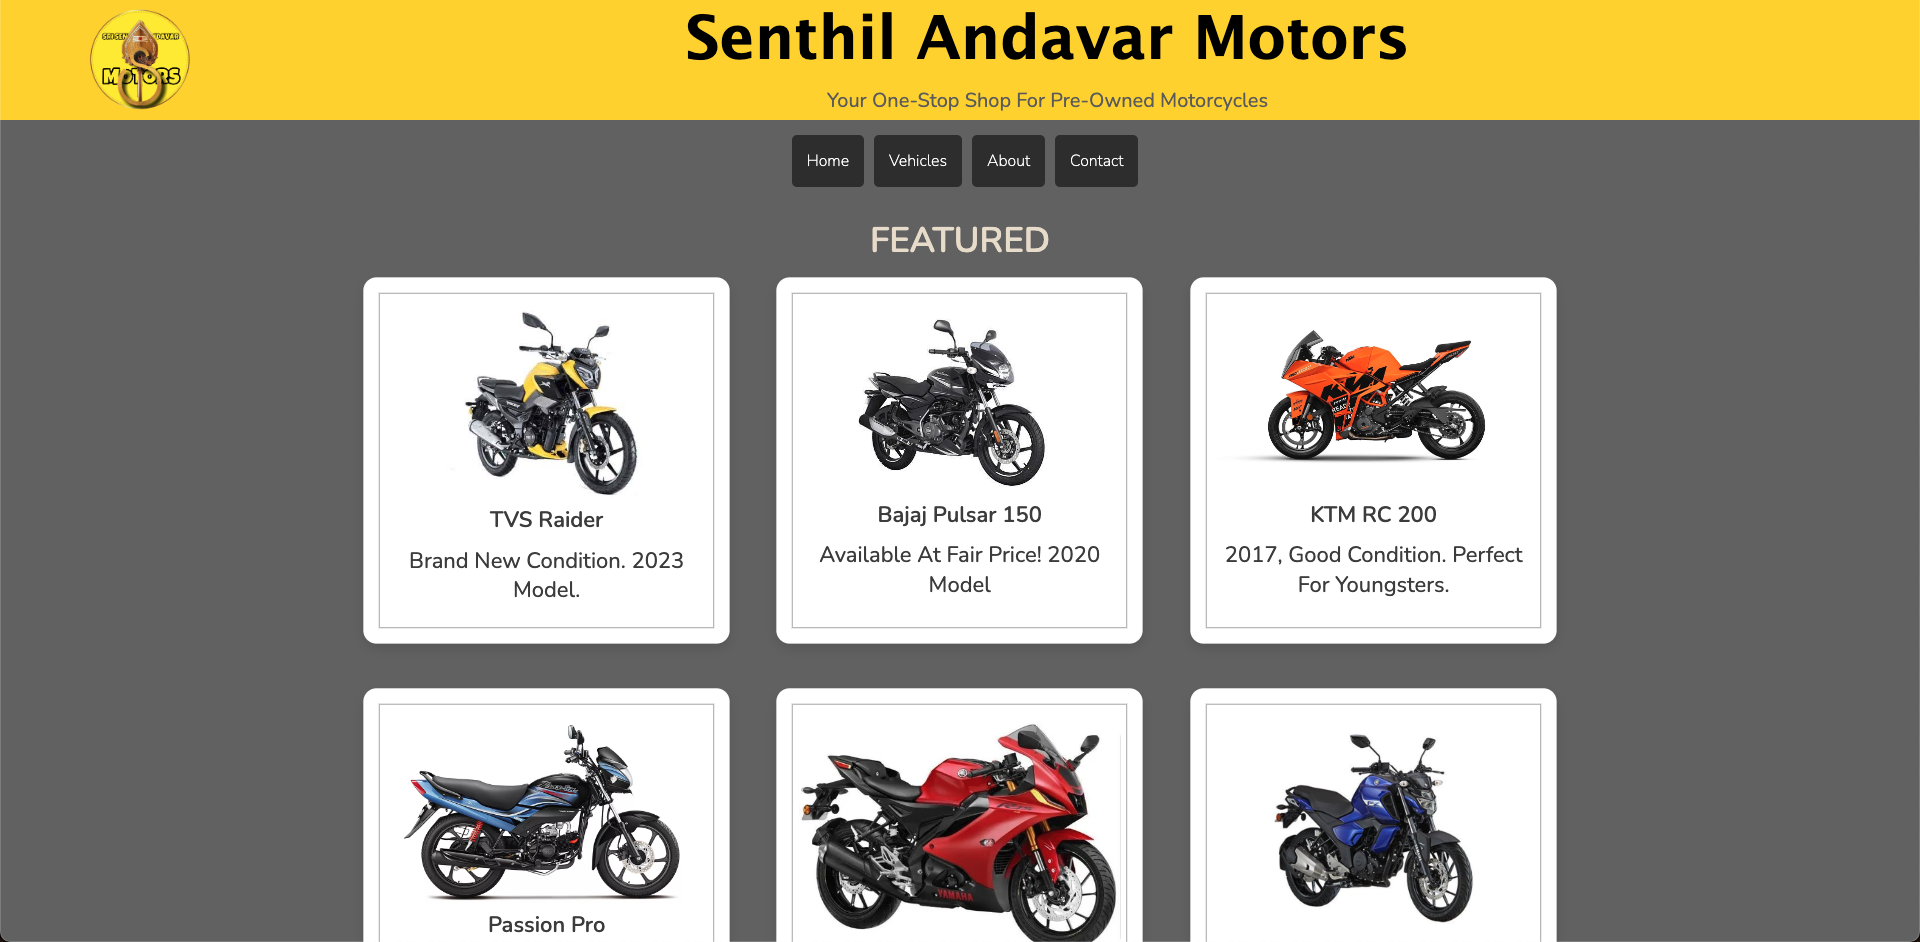 SRI SEN ANDAVAR
MOTORS
Senthil Andavar Motors
Your One-Stop Shop For Pre-Owned Motorcycles
Home
Vehicles
About
Contact
FEATURED
TVS Raider
Brand New Condition. 2023
Model.
Bajaj Pulsar 150
Available At Fair Price! 2020
Model
KTM RC 200
2017, Good Condition. Perfect
For Youngsters.
Passion Pro
YAMAHA